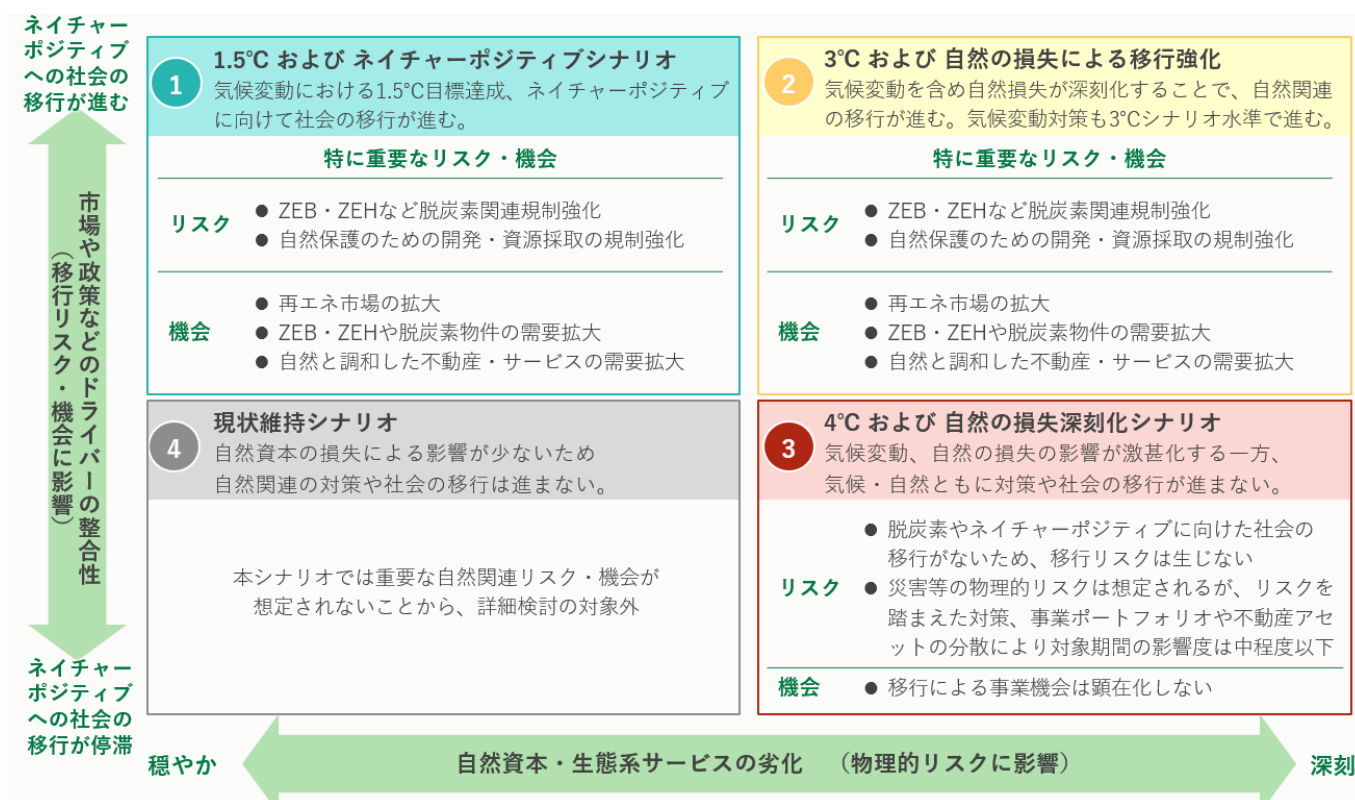 ネイチャー
ポジティブ
への社会の
移行が進む
市場や政策などのドライバーの整合性
（移行リスク・機会に影響）
ネイチャー
ポジティブ
への社会の
移行が停滞
1
1.5℃ および ネイチャーポジティブシナリオ
気候変動における1.5℃目標達成、ネイチャーポジティブ
に向けて社会の移行が進む。
特に重要なリスク・機会
リスク
● ZEB・ZEHなど脱炭素関連規制強化
● 自然保護のための開発・資源採取の規制強化
機会
● 再エネ市場の拡大
● ZEB・ZEHや脱炭素物件の需要拡大
● 自然と調和した不動産・サービスの需要拡大
2
3℃ および 自然の損失による移行強化
気候変動を含め自然損失が深刻化することで、自然関連
の移行が進む。気候変動対策も3℃シナリオ水準で進む。
特に重要なリスク・機会
リスク
● ZEB・ZEHなど脱炭素関連規制強化
● 自然保護のための開発・資源採取の規制強化
機会
● 再エネ市場の拡大
● ZEB・ZEHや脱炭素物件の需要拡大
● 自然と調和した不動産・サービスの需要拡大
4
現状維持シナリオ
自然資本の損失による影響が少ないため
自然関連の対策や社会の移行は進まない。
本シナリオでは重要な自然関連リスク・機会が
想定されないことから、詳細検討の対象外
3
4℃ および 自然の損失深刻化シナリオ
気候変動、自然の損失の影響が激甚化する一方、
気候・自然ともに対策や社会の移行が進まない。
リスク
● 脱炭素やネイチャーポジティブに向けた社会の
移行がないため、移行リスクは生じない
● 災害等の物理的リスクは想定されるが、リスクを
踏まえた対策、事業ポートフォリオや不動産アセ
ットの分散により対象期間の影響度は中程度以下
機会
● 移行による事業機会は顕在化しない
穏やか
自然資本・生態系サービスの劣化 （物理的リスクに影響）
深刻